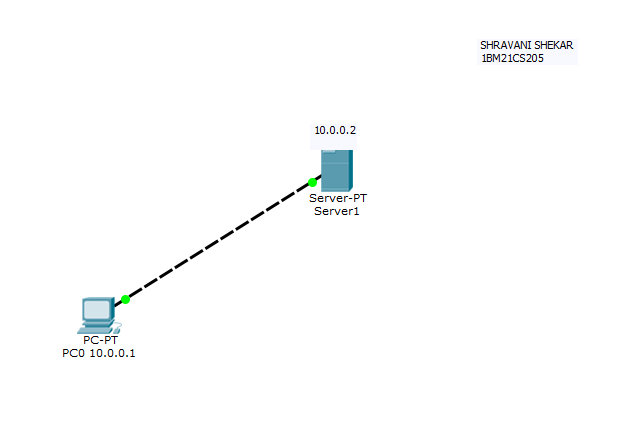 SHRAVANI SHEKAR
1BM21CS205
10.0.0.2
Server-PT
Server1
PC-PT
PC0 10.0.0.1